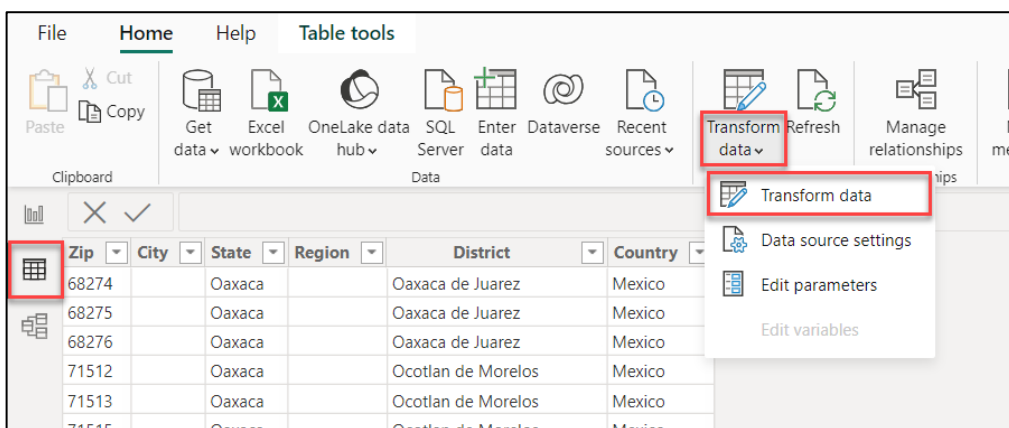 File Home Help Table tools
Paste
Cut
Copy
Get data
Excel workbook
OneLake data hub
SQL Server
Enter data
Dataverse
Recent sources
Transform data
Refresh
Manage relationships
Clipboard
Data
Transform data
Data source settings
Edit parameters
Edit variables
Zip City State Region District Country
68274 Oaxaca Oaxaca de Juarez Mexico
68275 Oaxaca Oaxaca de Juarez Mexico
68276 Oaxaca Oaxaca de Juarez Mexico
71512 Oaxaca Ocotlan de Morelos Mexico
71513 Oaxaca Ocotlan de Morelos Mexico